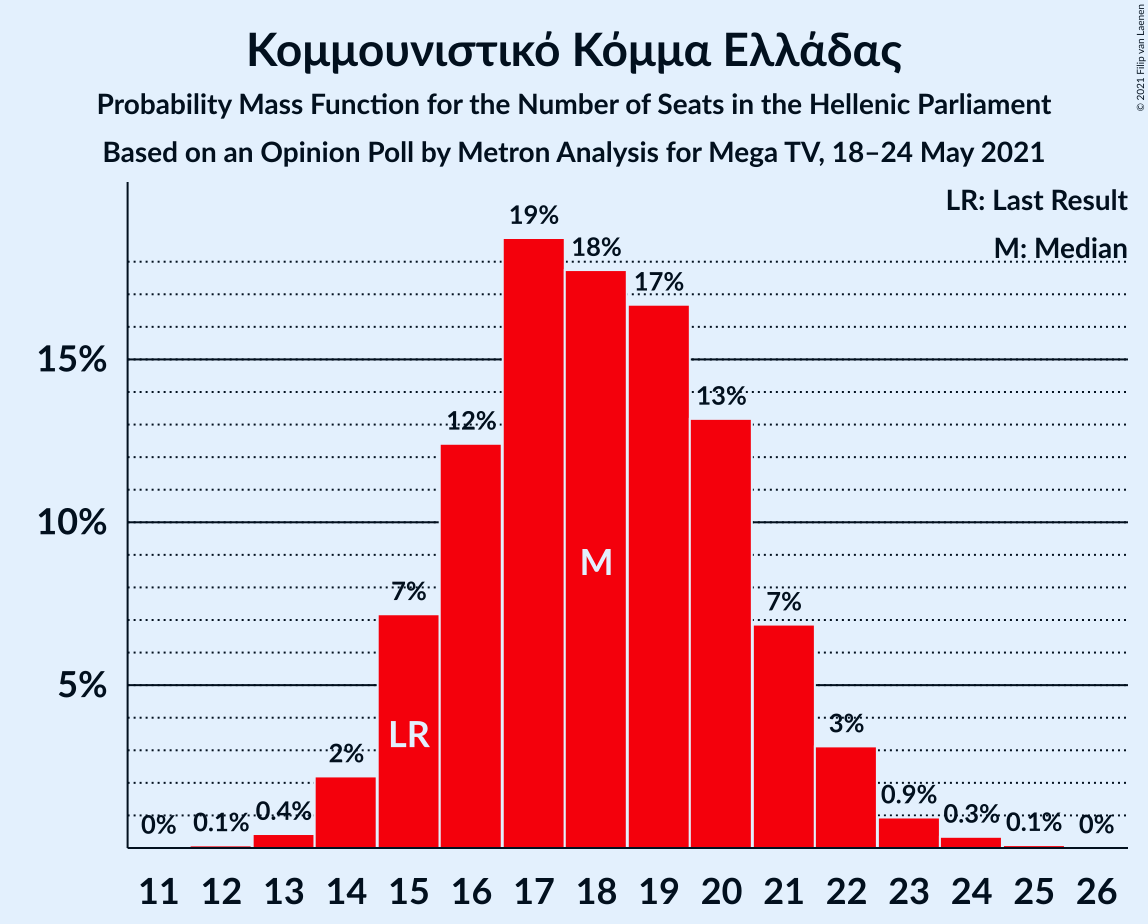 Κομμουνιστικό Κόμμα Ελλάδας
Probability Mass Function for the Number of Seats in the Hellenic Parliament
Based on an Opinion Poll by Metron Analysis for Mega TV, 18–24 May 2021
© 2021 Filip van Laenen
LR: Last Result
M: Median
15%
10%
5%
0%
0.1%
0.4%
2%
7%
12%
19%
18%
17%
13%
7%
3%
0.9%
0.3%
0.1%
0%
LR
M
11 12 13 14 15 16 17 18 19 20 21 22 23 24 25 26